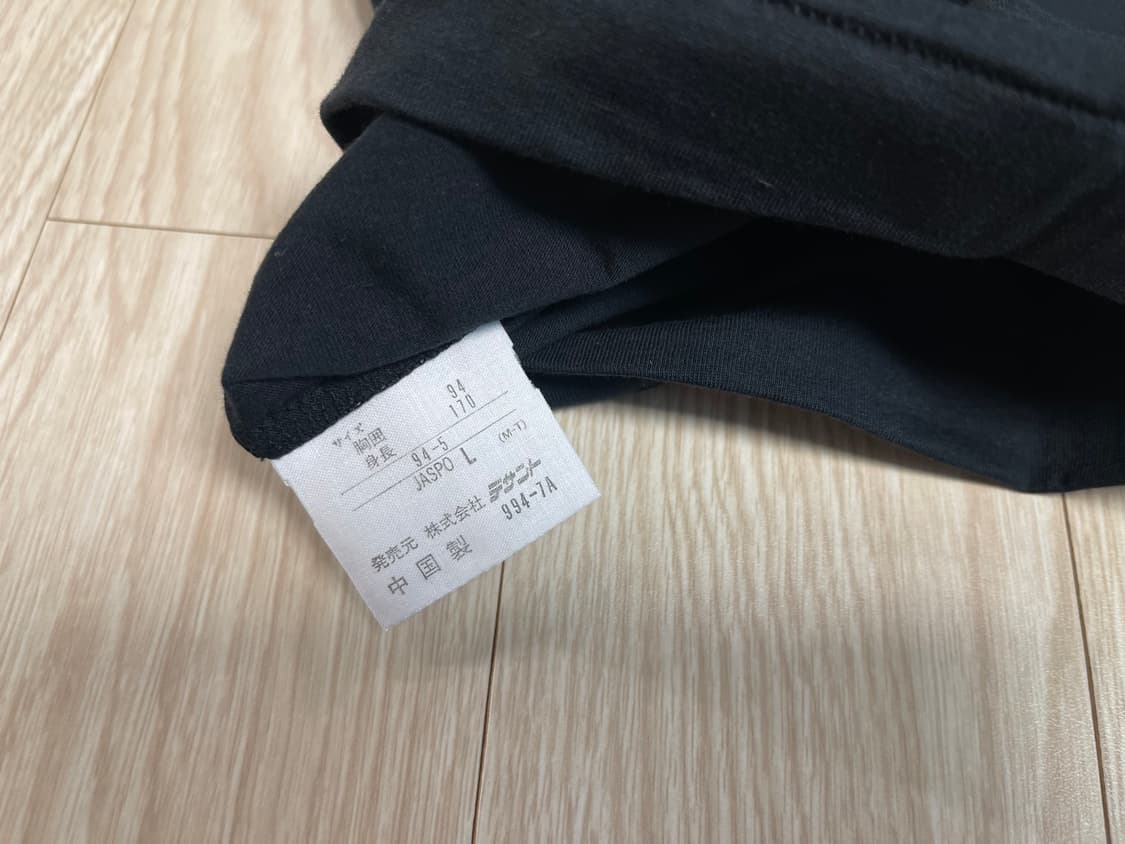 サイズ
胸囲 94
身長 170
94-5
JASPO L (M-T)
発売元 株式会社 デサント
994-7A
中国製